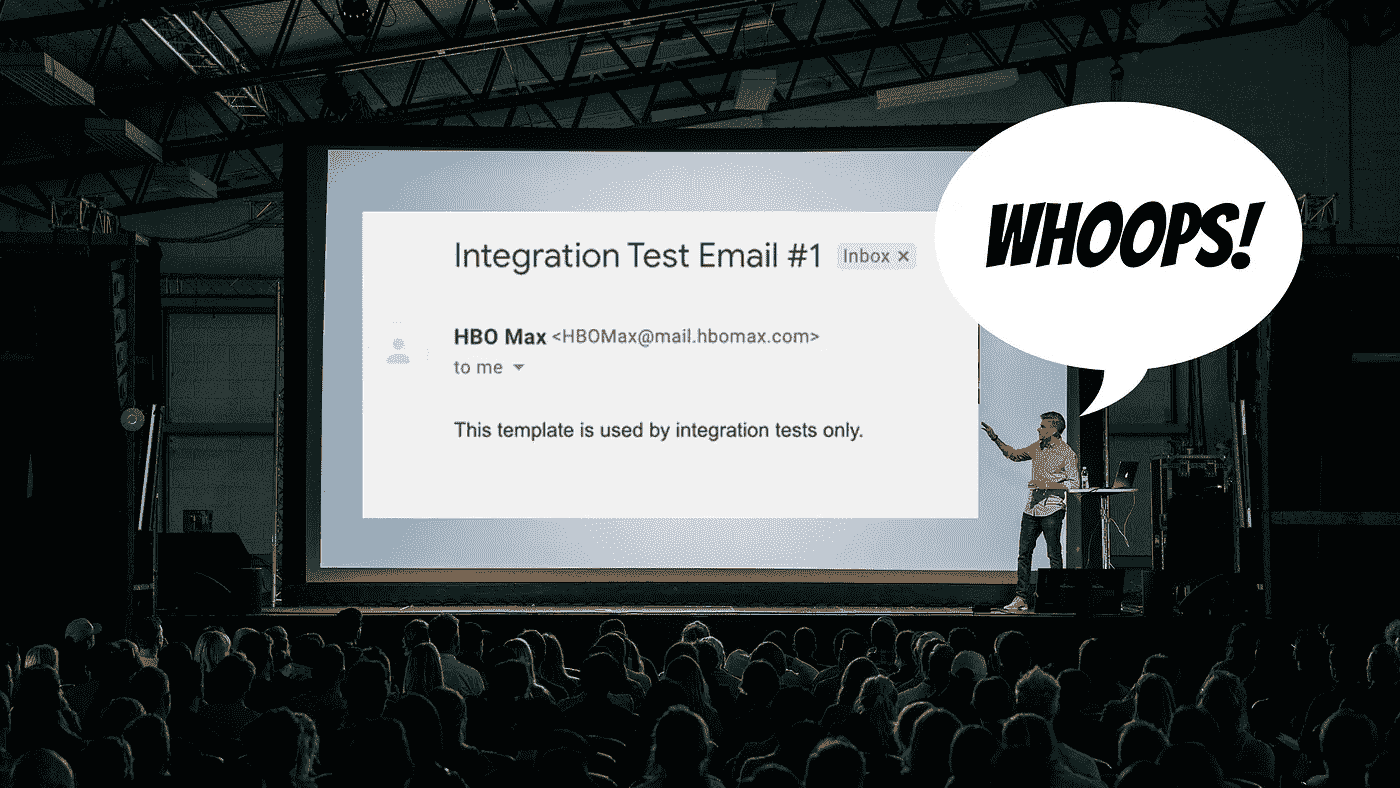 Integration Test Email #1 Inbox ×
HBO Max <HBOMax@mail.hbomax.com>
to me
This template is used by integration tests only.
WHOOPS!